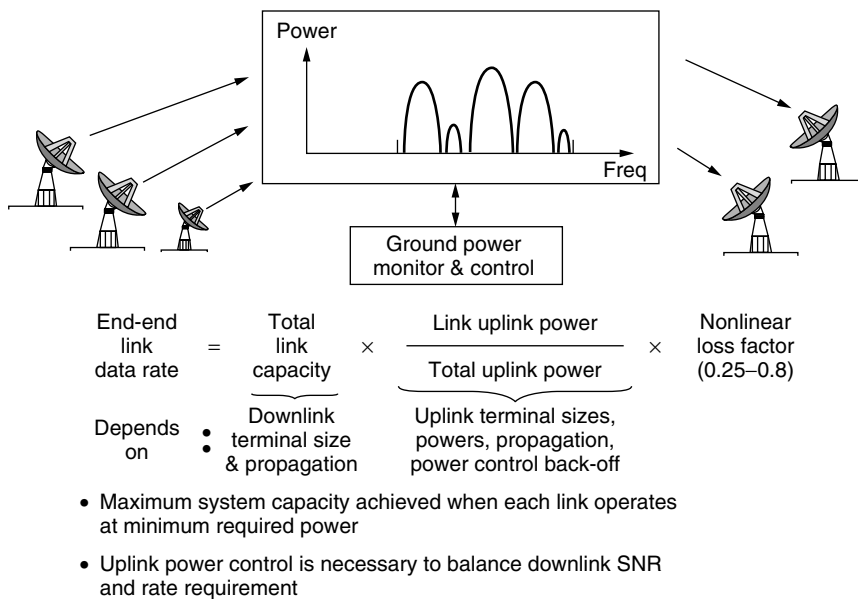 Power
Freq
Ground power
monitor & control
End-end
link
data rate
=
Total
link
capacity
×
Link uplink power
Total uplink power
×
Nonlinear
loss factor
(0.25–0.8)
Depends
on
:
Downlink
terminal size
& propagation
Uplink terminal sizes,
powers, propagation,
power control back-off
• Maximum system capacity achieved when each link operates
at minimum required power
• Uplink power control is necessary to balance downlink SNR
and rate requirement